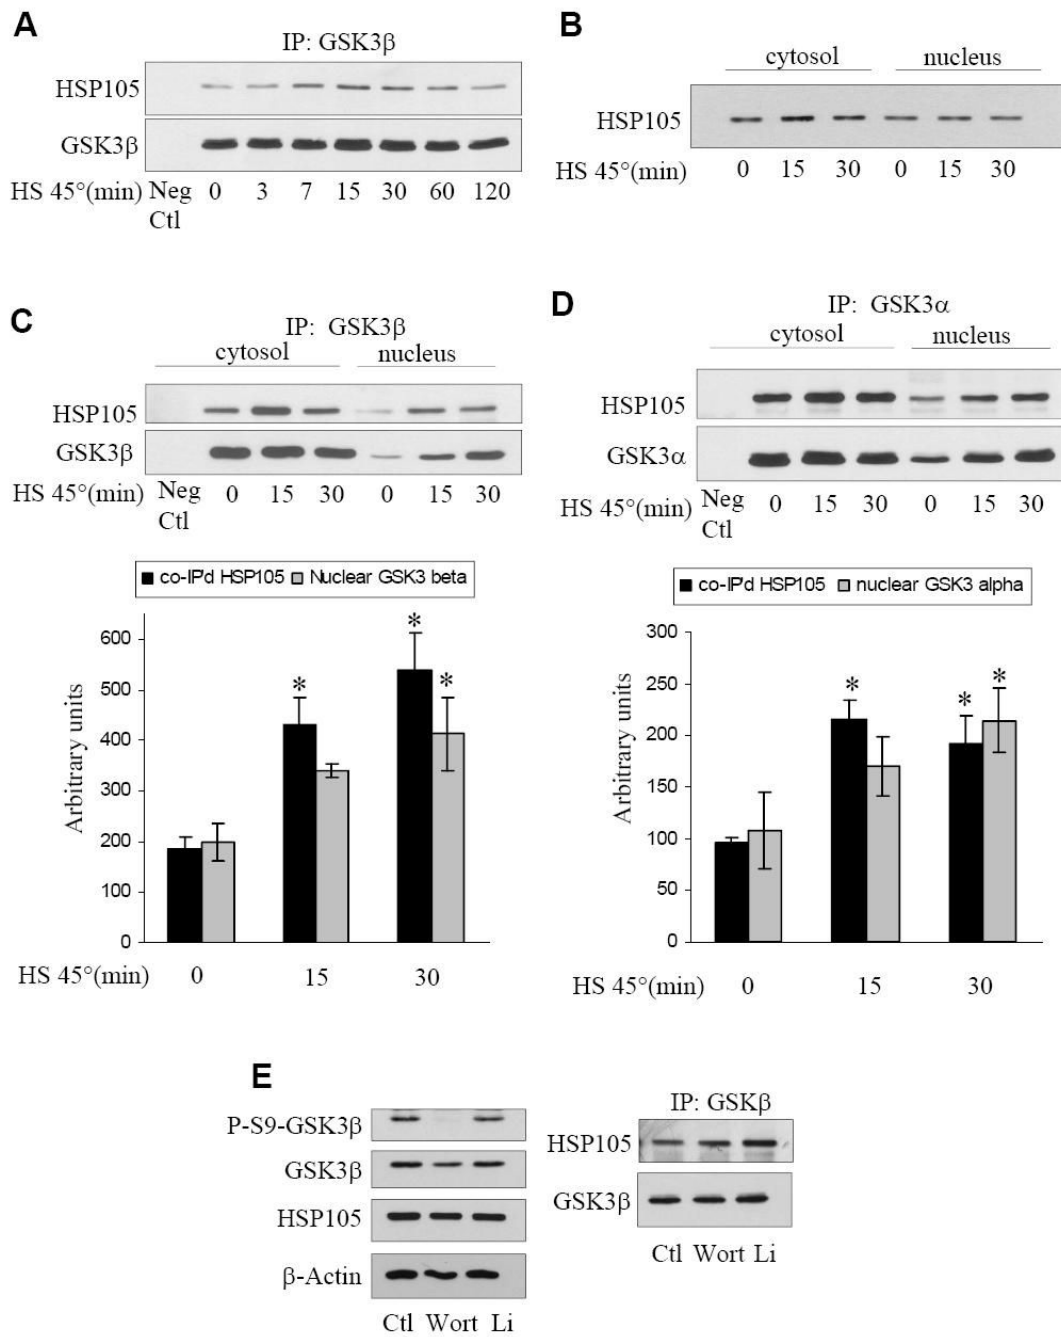 A
IP: GSK3β
HSP105
GSK3β
HS 45°(min) Neg Ctl 0 3 7 15 30 60 120
B
cytosol nucleus
HSP105
HS 45°(min) 0 15 30 0 15 30
C
IP: GSK3β
cytosol nucleus
HSP105
GSK3β
HS 45°(min) Neg Ctl 0 15 30 0 15 30
co-IP'd HSP105 Nuclear GSK3 beta
Arbitrary units
600
500
400
300
200
100
0
* * *
HS 45°(min) 0 15 30
D
IP: GSK3α
cytosol nucleus
HSP105
GSK3α
HS 45°(min) Neg Ctl 0 15 30 0 15 30
co-IP'd HSP105 nuclear GSK3 alpha
Arbitrary units
300
250
200
150
100
50
0
* * *
HS 45°(min) 0 15 30
E
P-S9-GSK3β
GSK3β
HSP105
β-Actin
Ctl Wort Li
IP: GSKβ
HSP105
GSK3β
Ctl Wort Li